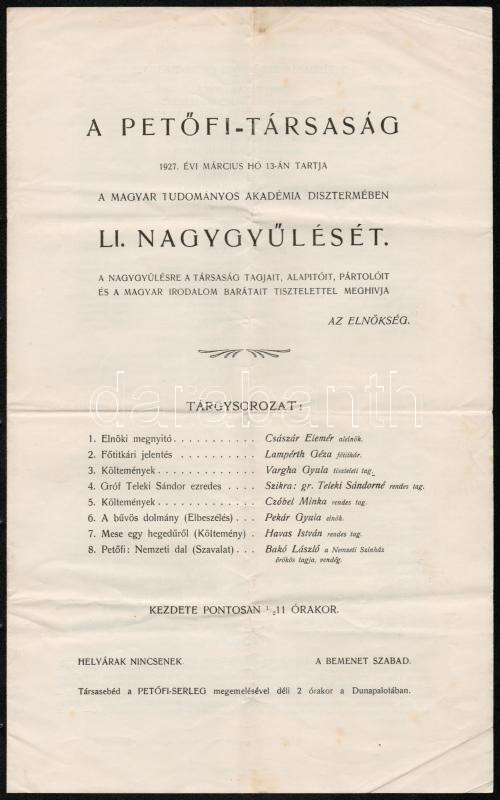 A PETŐFI-TÁRSASÁG
1927. ÉVI MÁRCIUS HÓ 13-ÁN TARTJA
A MAGYAR TUDOMÁNYOS AKADÉMIA DISZTERMÉBEN
LI. NAGYGYŰLÉSÉT.
A NAGYGYŰLÉSRE A TÁRSASÁG TAGJAIT, ALAPITÓIT, PÁRTOLÓIT
ÉS A MAGYAR IRODALOM BARÁTAIT TISZTELETTEL MEGHIVJA
AZ ELNÖKSÉG.
darabanth
TÁRGYSOROZAT:
1. Elnöki megnyitó . . . . . . . . . . . Császár Elemér alelnök.
2. Főtitkári jelentés . . . . . . . . . . Lampérth Géza főtitkár.
3. Költemények . . . . . . . . . . . . Vargha Gyula tiszteleti tag.
4. Gróf Teleki Sándor ezredes . . . . Szikra: gr. Teleki Sándorné rendes tag.
5. Költemények . . . . . . . . . . . . Czóbel Minka rendes tag.
6. A bűvös dolmány (Elbeszélés) . . . Pekár Gyula elnök.
7. Mese egy hegedűről (Költemény) . Havas István rendes tag.
8. Petőfi: Nemzeti dal (Szavalat) . . . Bakó László a Nemzeti Szinház
örökös tagja, vendég.
KEZDETE PONTOSAN 1/211 ÓRAKOR.
HELYÁRAK NINCSENEK. A BEMENET SZABAD.
Társasebéd a PETŐFI-SERLEG megemelésével déli 2 órakor a Dunapalotában.